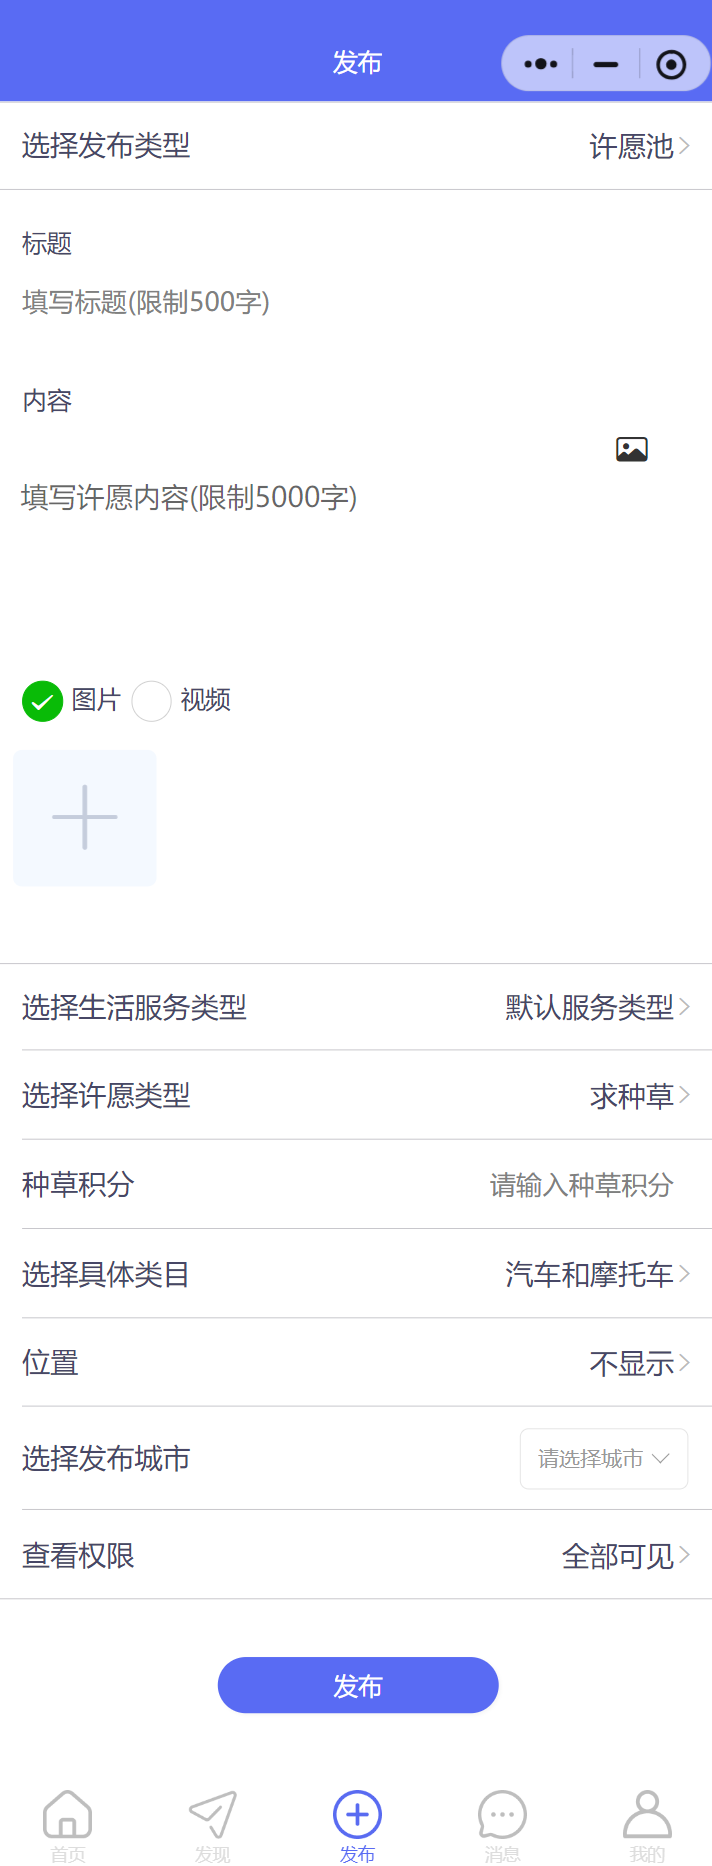 发布
选择发布类型 许愿池
标题
填写标题(限制500字)
内容
填写许愿内容(限制5000字)
图片 视频
选择生活服务类型 默认服务类型
选择许愿类型 求种草
种草积分 请输入种草积分
选择具体类目 汽车和摩托车
位置 不显示
选择发布城市 请选择城市
查看权限 全部可见
发布
首页 发现 发布 消息 我的